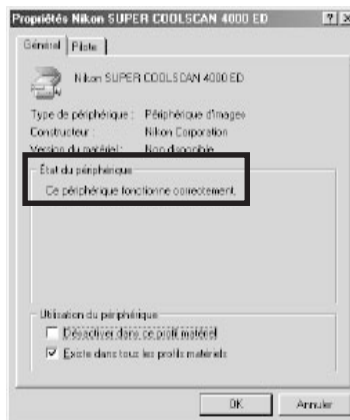 Propriétés Nikon SUPER COOLSCAN 4000 ED
Général Pilote
Nikon SUPER COOLSCAN 4000 ED
Type de périphérique : Périphérique d'images
Constructeur : Nikon Corporation
Version du matériel : Non disponible
État du périphérique
Ce périphérique fonctionne correctement.
Utilisation du périphérique
Désactiver dans ce profil matériel
Existe dans tous les profils matériels
OK Annuler